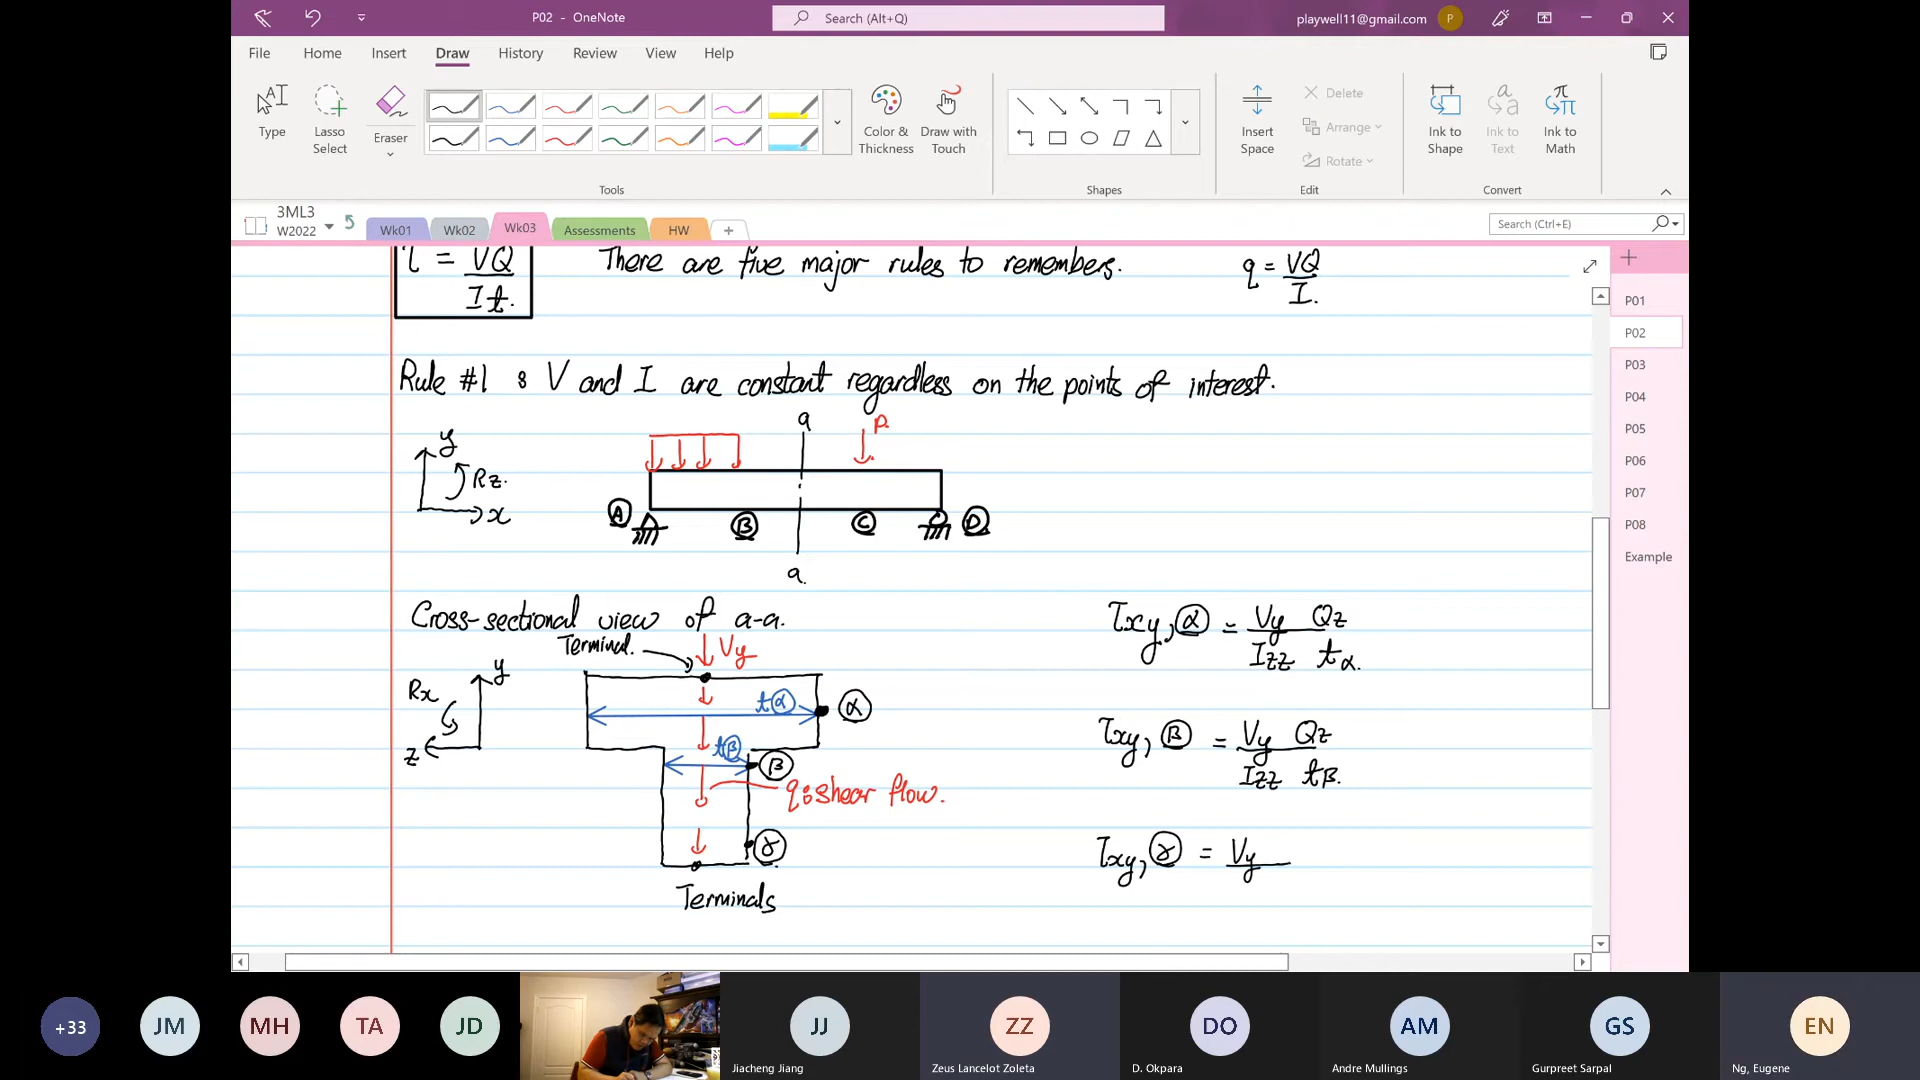 P02 - OneNote
Search (Alt+Q)
playwell11@gmail.com
P
File Home Insert Draw History Review View Help
Type
Lasso Select
Eraser
Color & Thickness
Draw with Touch
Insert Space
Delete
Arrange
Rotate
Ink to Shape
Ink to Text
Ink to Math
Tools
Shapes
Edit
Convert
3ML3 W2022
Wk01 Wk02 Wk03 Assessments HW +
Search (Ctrl+E)
τ = VQ / It.
There are five major rules to remembers.
q = VQ / I.
Rule #1 : V and I are constant regardless on the points of interest.
a
P.
y
Rz.
x
A B C D
a.
Cross-sectional view of a-a.
Terminal.
Vy
Rx
y
z
tα
α
tβ
β
q: shear flow.
γ
Terminals
τxy, α = Vy Qz / Izz tα.
τxy, β = Vy Qz / Izz tβ.
τxy, γ = Vy
P01
P02
P03
P04
P05
P06
P07
P08
Example
+33
JM
MH
TA
JD
JJ
Jiacheng Jiang
ZZ
Zeus Lancelot Zoleta
DO
D. Okpara
AM
Andre Mullings
GS
Gurpreet Sarpal
EN
Ng, Eugene